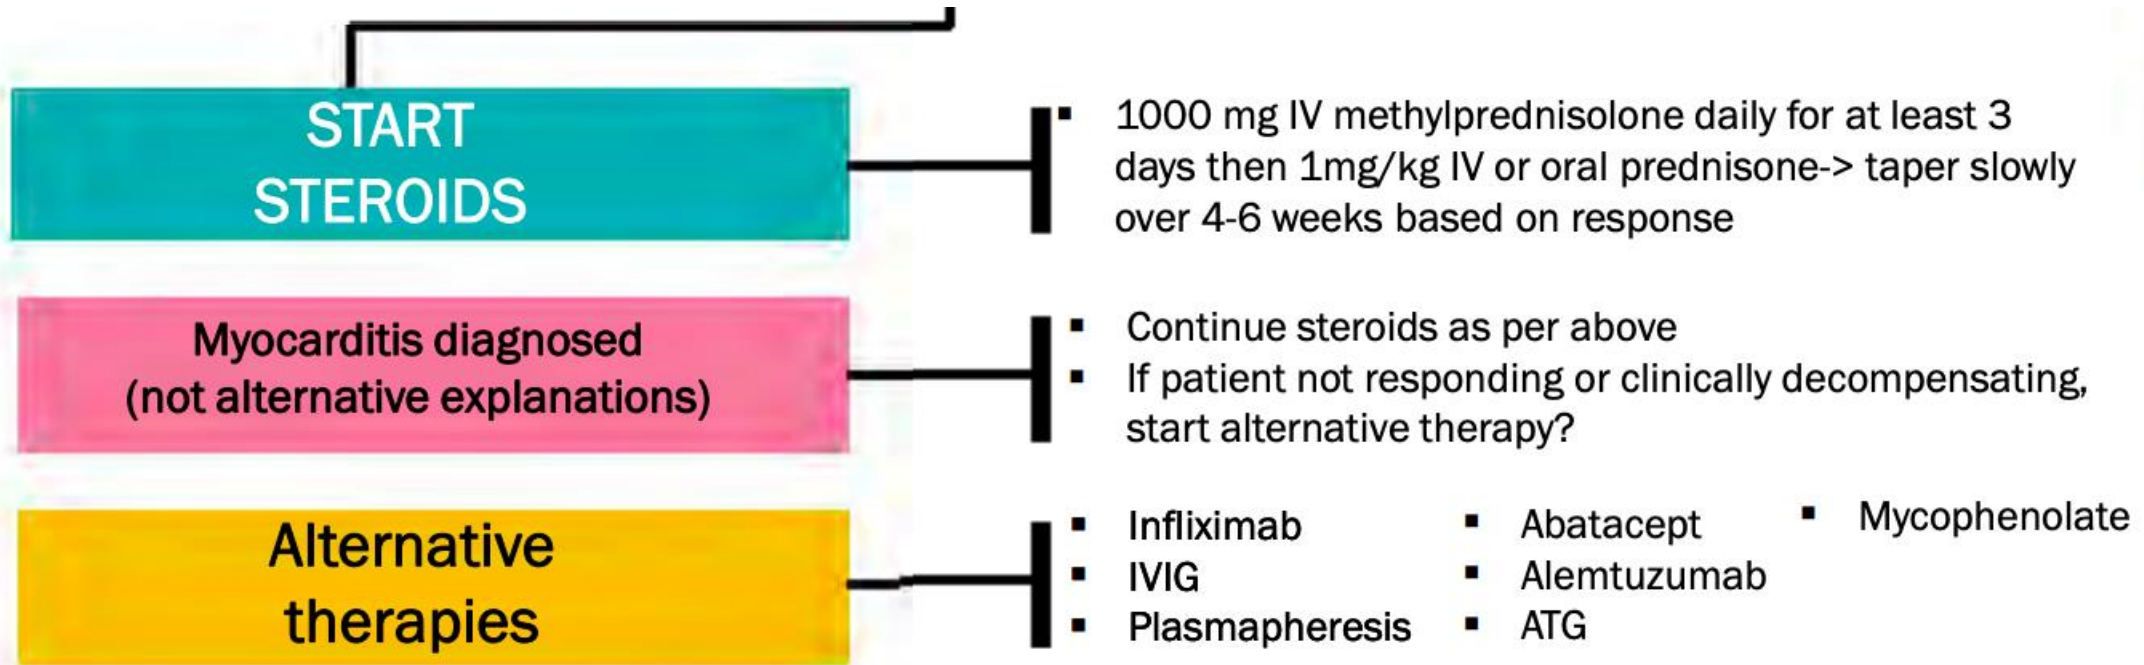 START
STEROIDS
▪ 1000 mg IV methylprednisolone daily for at least 3
days then 1mg/kg IV or oral prednisone-> taper slowly
over 4-6 weeks based on response
Myocarditis diagnosed
(not alternative explanations)
▪ Continue steroids as per above
▪ If patient not responding or clinically decompensating,
start alternative therapy?
Alternative
therapies
▪ Infliximab
▪ IVIG
▪ Plasmapheresis
▪ Abatacept
▪ Alemtuzumab
▪ ATG
▪ Mycophenolate